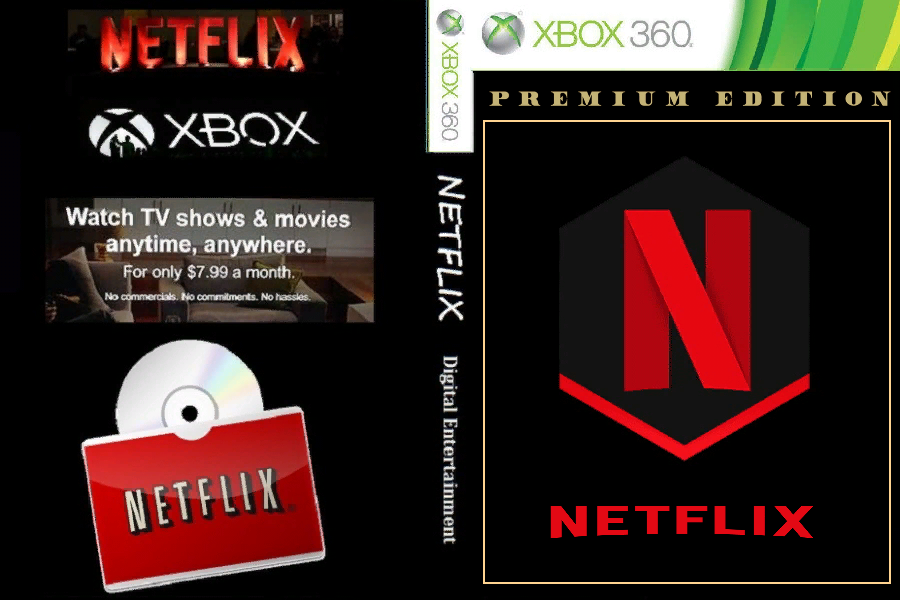 NETFLIX
XBOX
Watch TV shows & movies
anytime, anywhere.
For only $7.99 a month.
No commercials. No commitments. No hassles.
NETFLIX
XBOX 360
NETFLIX
Digital Entertainment
XBOX 360
PREMIUM EDITION
N
NETFLIX